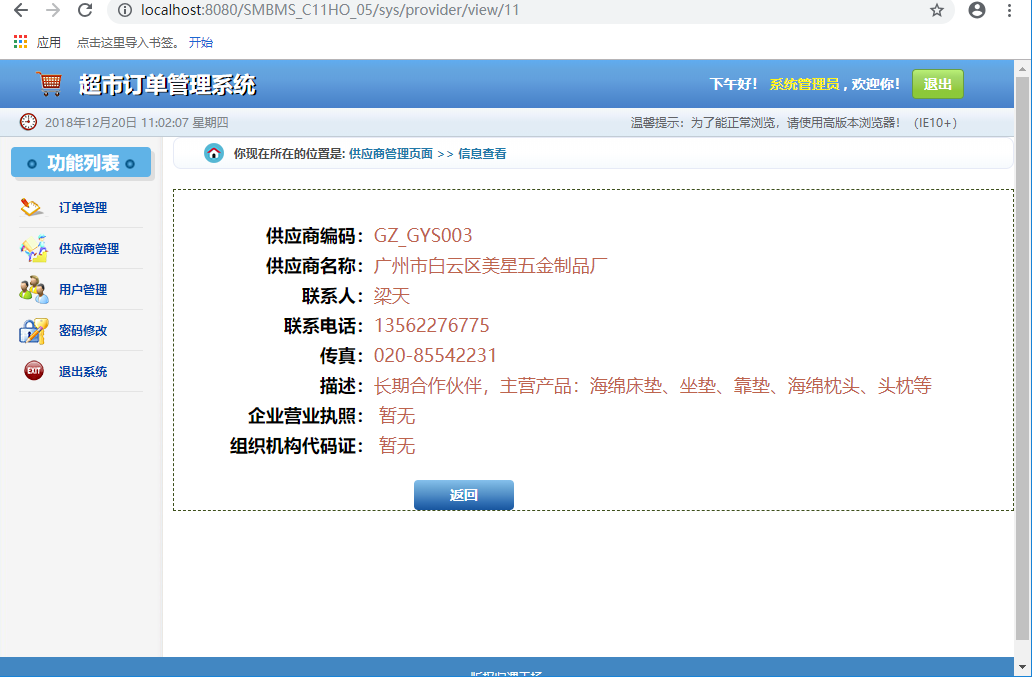 localhost:8080/SMBMS_C11HO_05/sys/provider/view/11
应用 点击这里导入书签。 开始
超市订单管理系统 下午好! 系统管理员 , 欢迎你! 退出
2018年12月20日 11:02:07 星期四 温馨提示: 为了能正常浏览，请使用高版本浏览器! (IE10+)
功能列表
你现在所在的位置是: 供应商管理页面 >> 信息查看
订单管理
供应商管理
用户管理
密码修改
EXIT 退出系统
供应商编码: GZ_GYS003
供应商名称: 广州市白云区美星五金制品厂
联系人: 梁天
联系电话: 13562276775
传真: 020-85542231
描述: 长期合作伙伴，主营产品: 海绵床垫、坐垫、靠垫、海绵枕头、头枕等
企业营业执照: 暂无
组织机构代码证: 暂无
返回